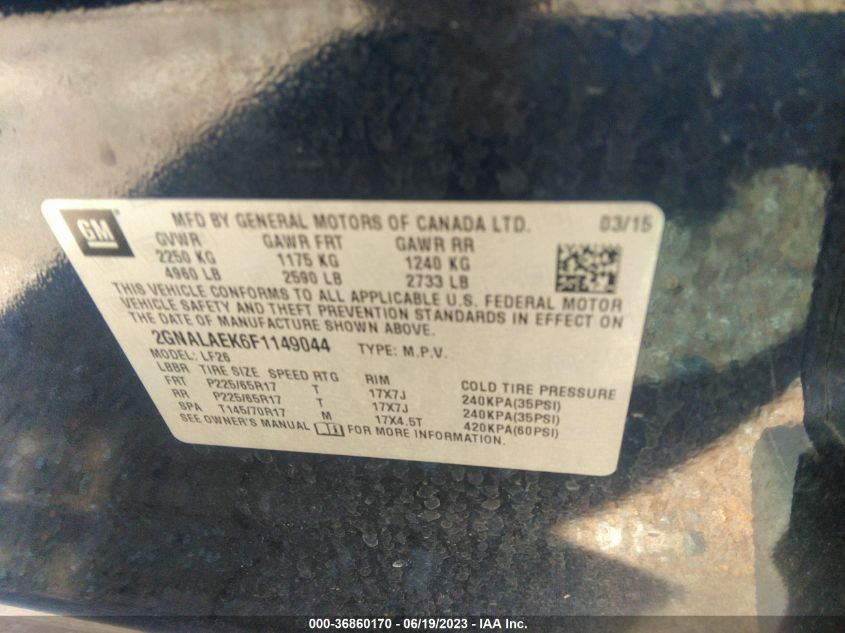 GM
MFD BY GENERAL MOTORS OF CANADA LTD. 03/15
GVWR GAWR FRT GAWR RR
2250 KG 1175 KG 1240 KG
4960 LB 2590 LB 2733 LB
THIS VEHICLE CONFORMS TO ALL APPLICABLE U.S. FEDERAL MOTOR
VEHICLE SAFETY AND THEFT PREVENTION STANDARDS IN EFFECT ON
THE DATE OF MANUFACTURE SHOWN ABOVE.
2GNALAEK6F1149044 TYPE: M.P.V.
MODEL: LF26
LBBR TIRE SIZE SPEED RTG RIM COLD TIRE PRESSURE
FRT P225/65R17 T 17X7J 240KPA(35PSI)
RR P225/65R17 T 17X7J 240KPA(35PSI)
SPA T145/70R17 M 17X4.5T 420KPA(60PSI)
SEE OWNER'S MANUAL FOR MORE INFORMATION.
000-36860170 - 06/19/2023 - IAA Inc.